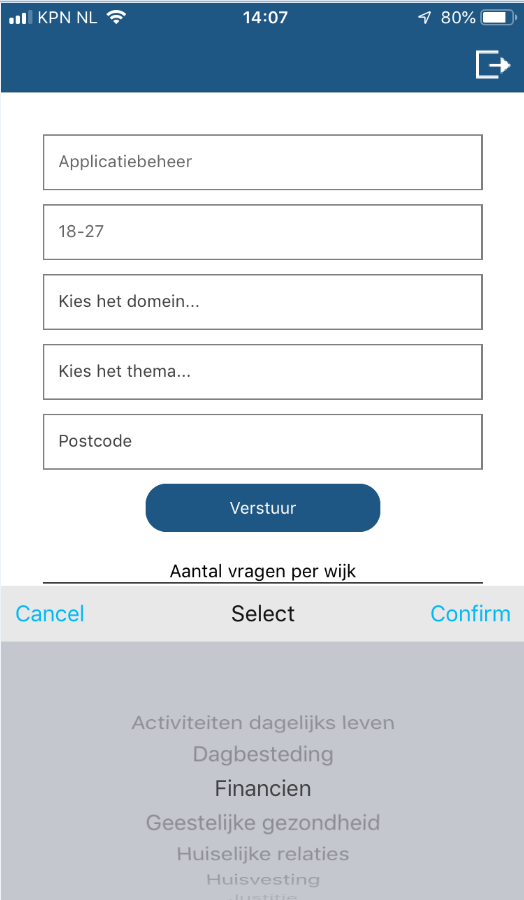 KPN NL 14:07 80%
Applicatiebeheer
18-27
Kies het domein...
Kies het thema...
Postcode
Verstuur
Aantal vragen per wijk
Cancel Select Confirm
Activiteiten dagelijks leven
Dagbesteding
Financien
Geestelijke gezondheid
Huiselijke relaties
Huisvesting
Justitie